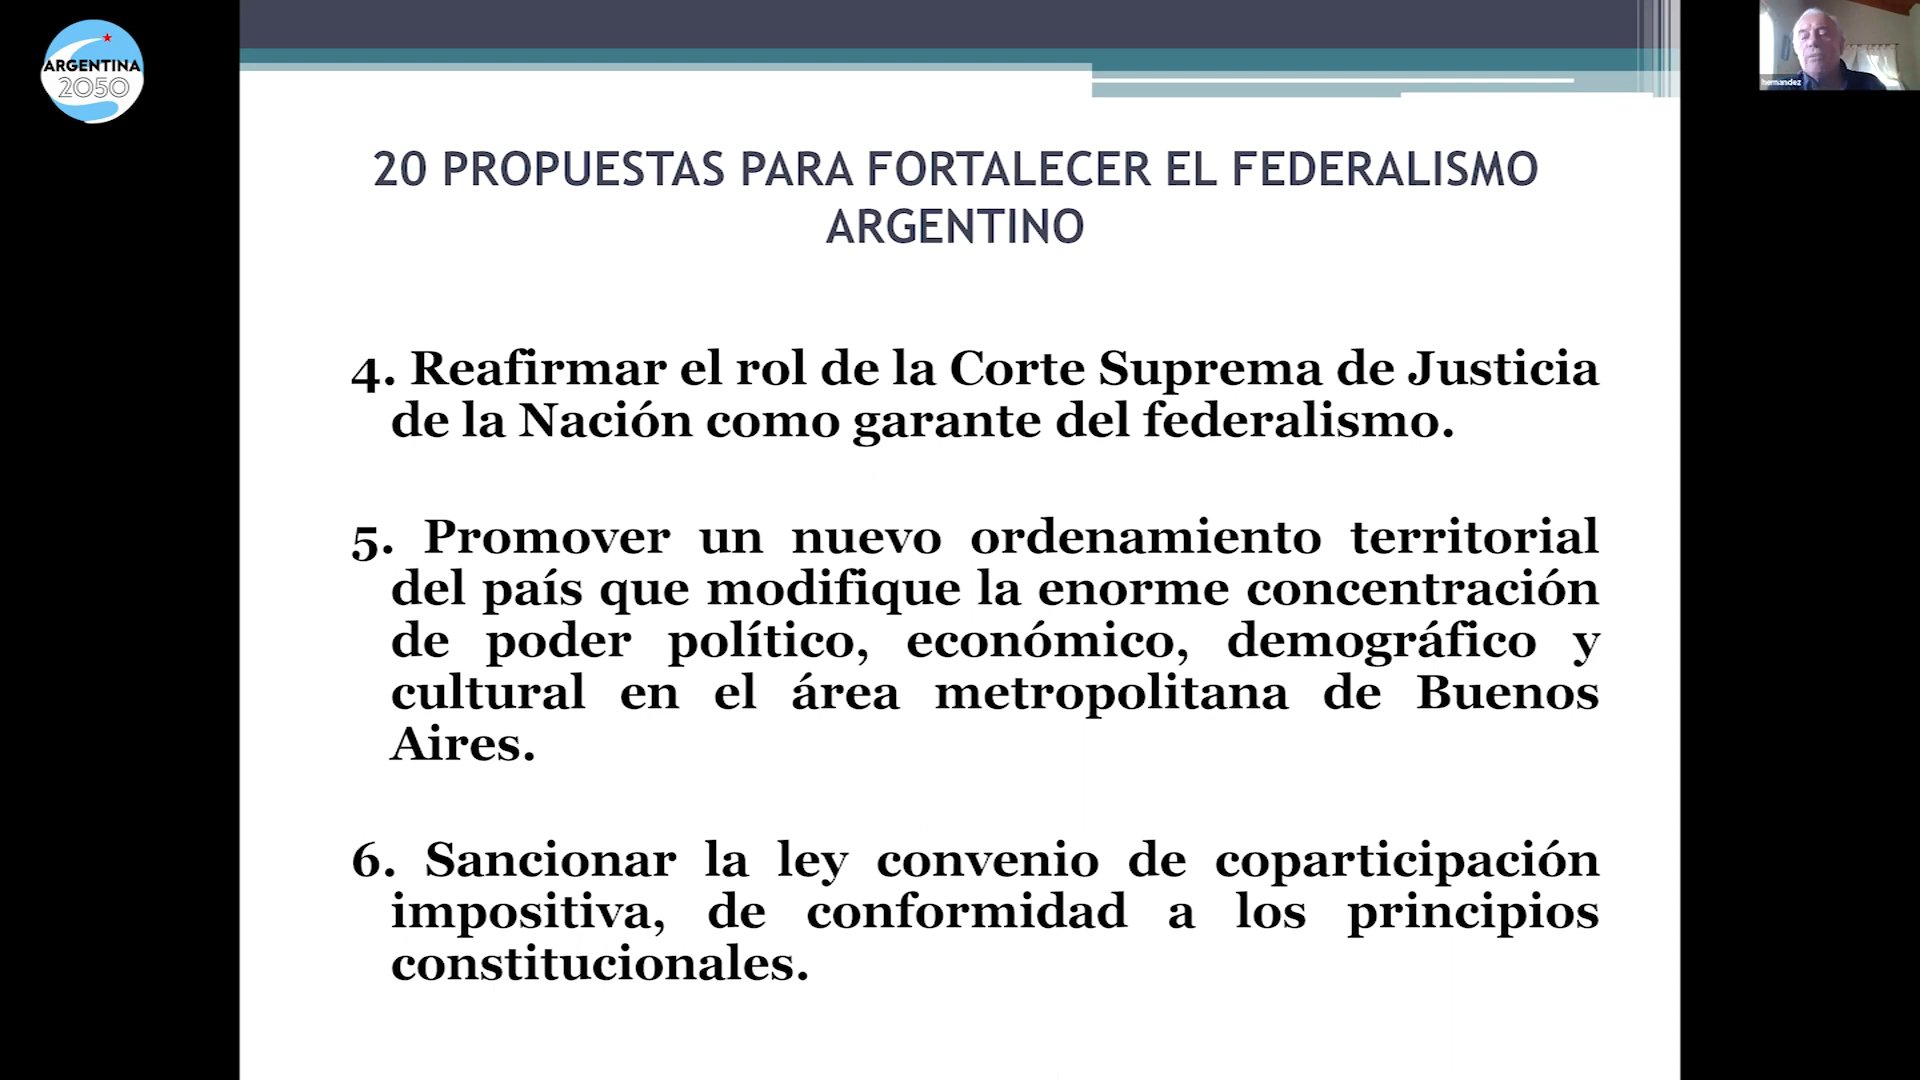 ARGENTINA
2050
hernandez
20 PROPUESTAS PARA FORTALECER EL FEDERALISMO
ARGENTINO
4. Reafirmar el rol de la Corte Suprema de Justicia
de la Nación como garante del federalismo.
5. Promover un nuevo ordenamiento territorial
del país que modifique la enorme concentración
de poder político, económico, demográfico y
cultural en el área metropolitana de Buenos
Aires.
6. Sancionar la ley convenio de coparticipación
impositiva, de conformidad a los principios
constitucionales.